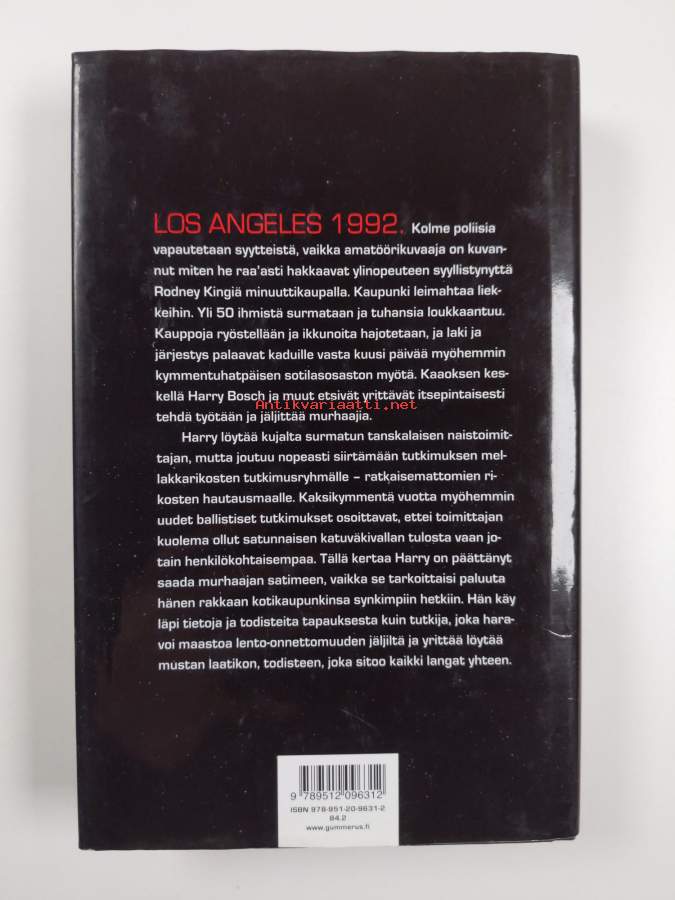 LOS ANGELES 1992. Kolme poliisia
vapautetaan syytteistä, vaikka amatöörikuvaaja on kuvan-
nut miten he raa'asti hakkaavat ylinopeuteen syyllistynyttä
Rodney Kingiä minuuttikaupalla. Kaupunki leimahtaa liek-
keihin. Yli 50 ihmistä surmataan ja tuhansia loukkaantuu.
Kauppoja ryöstellään ja ikkunoita hajotetaan, ja laki ja
järjestys palaavat kaduille vasta kuusi päivää myöhemmin
kymmentuhatpäisen sotilasosaston myötä. Kaaoksen kes-
kellä Harry Bosch ja muut etsivät yrittävät itsepintaisesti
Antikvariaatti.net
tehdä työtään ja jäljittää murhaajia.
Harry löytää kujalta surmatun tanskalaisen naistoimit-
tajan, mutta joutuu nopeasti siirtämään tutkimuksen mel-
lakkarikosten tutkimusryhmälle – ratkaisemattomien ri-
kosten hautausmaalle. Kaksikymmentä vuotta myöhemmin
uudet ballistiset tutkimukset osoittavat, ettei toimittajan
kuolema ollut satunnaisen katuväkivallan tulosta vaan jo-
tain henkilökohtaisempaa. Tällä kertaa Harry on päättänyt
saada murhaajan satimeen, vaikka se tarkoittaisi paluuta
hänen rakkaan kotikaupunkinsa synkimpiin hetkiin. Hän käy
läpi tietoja ja todisteita tapauksesta kuin tutkija, joka hara-
voi maastoa lento-onnettomuuden jäljiltä ja yrittää löytää
mustan laatikon, todisteen, joka sitoo kaikki langat yhteen.
9 789512 096312
ISBN 978-951-20-9631-2
84.2
www.gummerus.fi